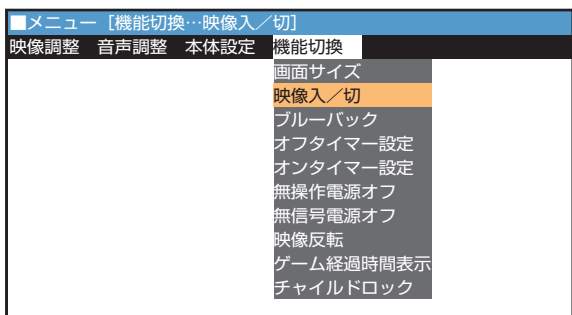 ■メニュー [機能切換…映像入／切]
映像調整 音声調整 本体設定 機能切換
画面サイズ
映像入／切
ブルーバック
オフタイマー設定
オンタイマー設定
無操作電源オフ
無信号電源オフ
映像反転
ゲーム経過時間表示
チャイルドロック